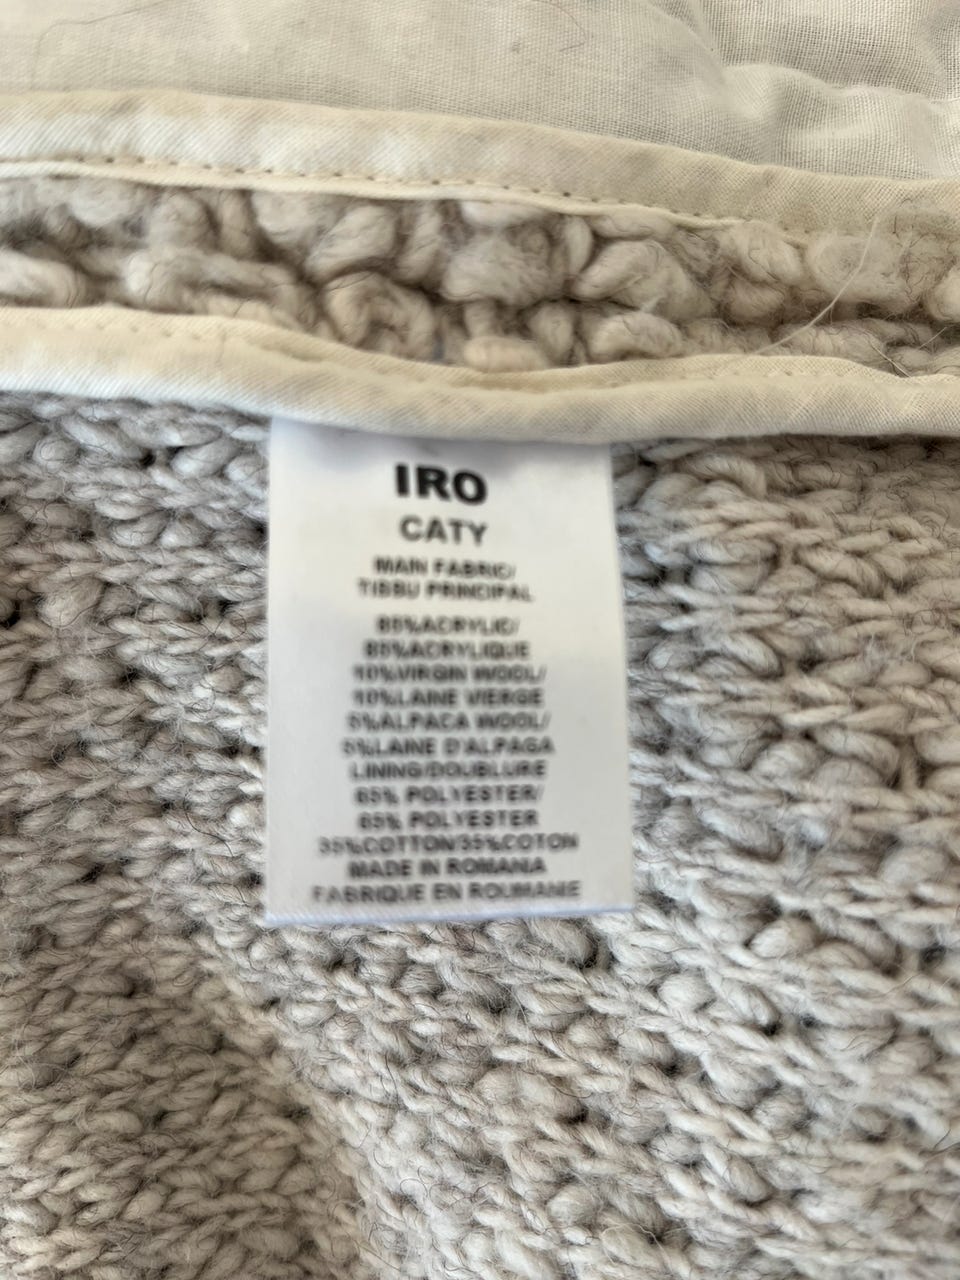 IRO
CATY
MAIN FABRIC/
TISSU PRINCIPAL
85%ACRYLIC/
85%ACRYLIQUE
10%VIRGIN WOOL/
10%LAINE VIERGE
5%ALPACA WOOL/
5%LAINE D'ALPAGA
LINING/DOUBLURE
65% POLYESTER/
65% POLYESTER
35%COTTON/35%COTON
MADE IN ROMANIA
FABRIQUE EN ROUMANIE